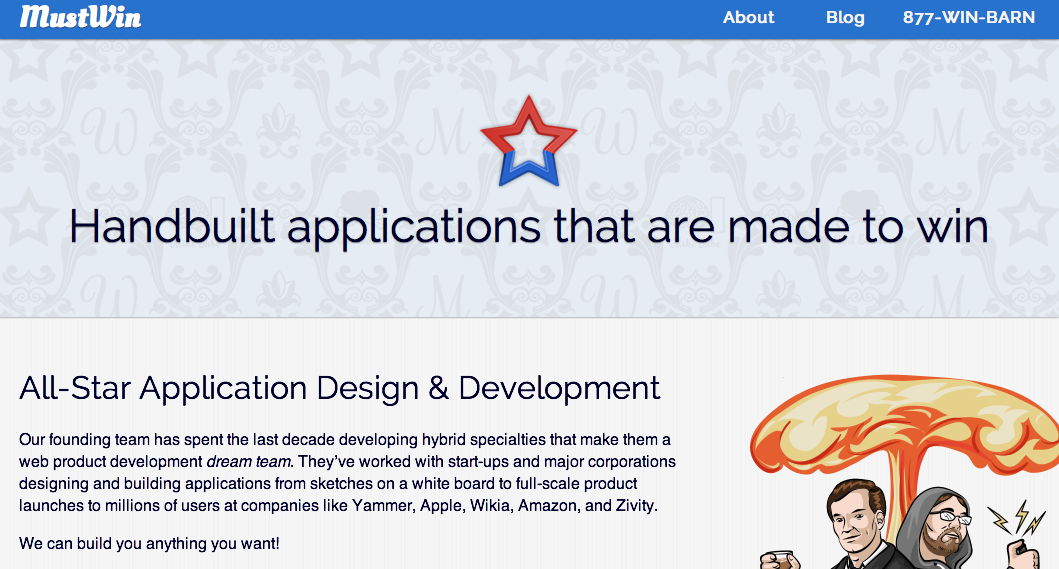 MustWin
About
Blog
877-WIN-BARN
M W M W
Handbuilt applications that are made to win
M W M W
All-Star Application Design & Development
Our founding team has spent the last decade developing hybrid specialties that make them a
web product development dream team. They've worked with start-ups and major corporations
designing and building applications from sketches on a white board to full-scale product
launches to millions of users at companies like Yammer, Apple, Wikia, Amazon, and Zivity.
We can build you anything you want!